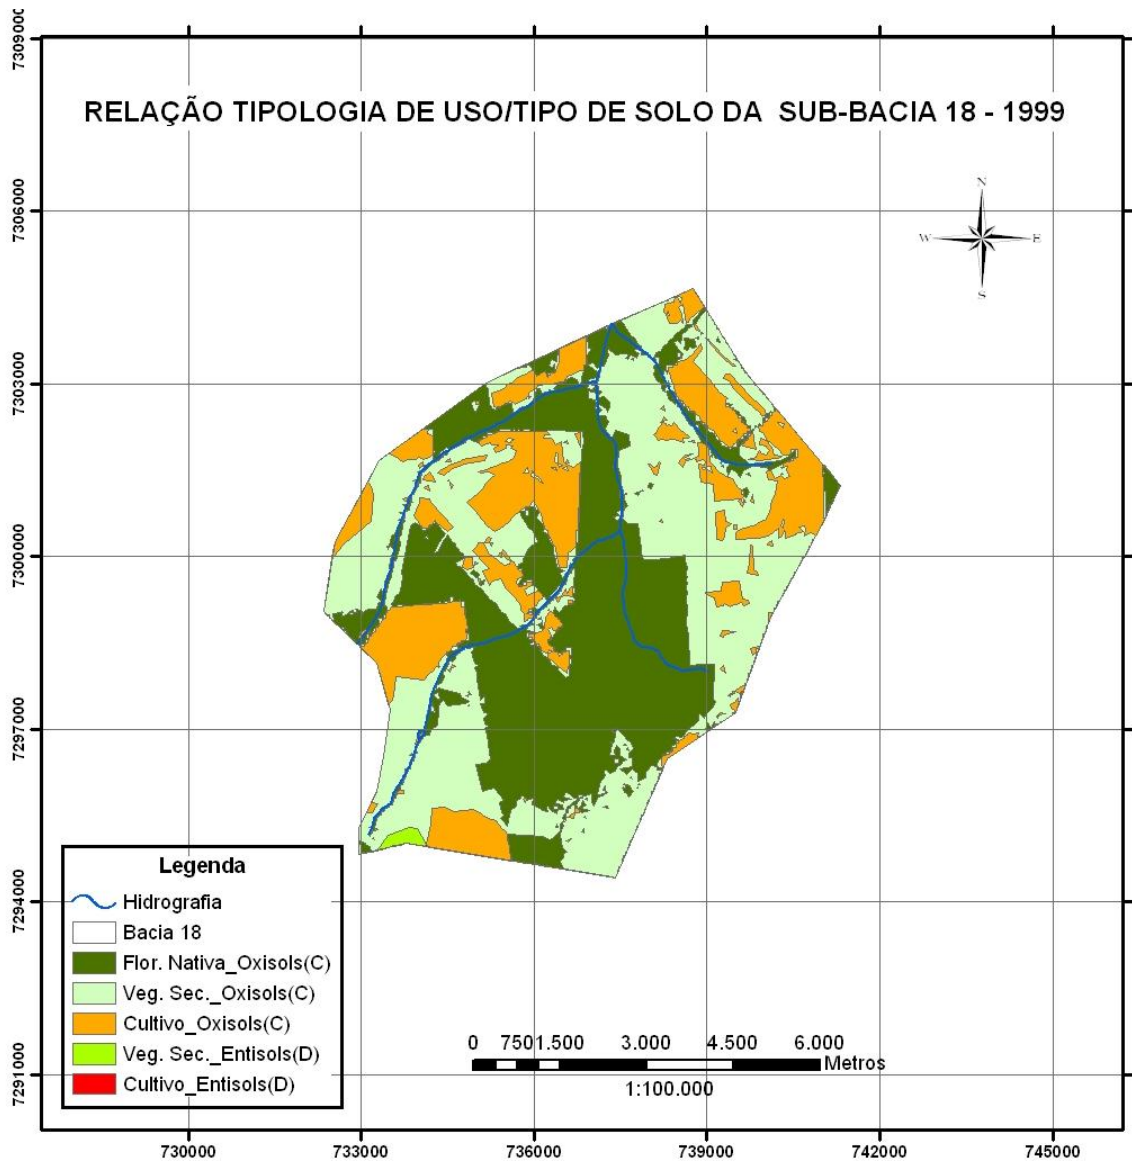 RELAÇÃO TIPOLOGIA DE USO/TIPO DE SOLO DA SUB-BACIA 18 - 1999
N
W E
S
7309000
7306000
7303000
7300000
7297000
7294000
7291000
Legenda
Hidrografia
Bacia 18
Flor. Nativa_Oxisols(C)
Veg. Sec._Oxisols(C)
Cultivo_Oxisols(C)
Veg. Sec._Entisols(D)
Cultivo_Entisols(D)
0 750 1.500 3.000 4.500 6.000
Metros
1:100.000
730000 733000 736000 739000 742000 745000